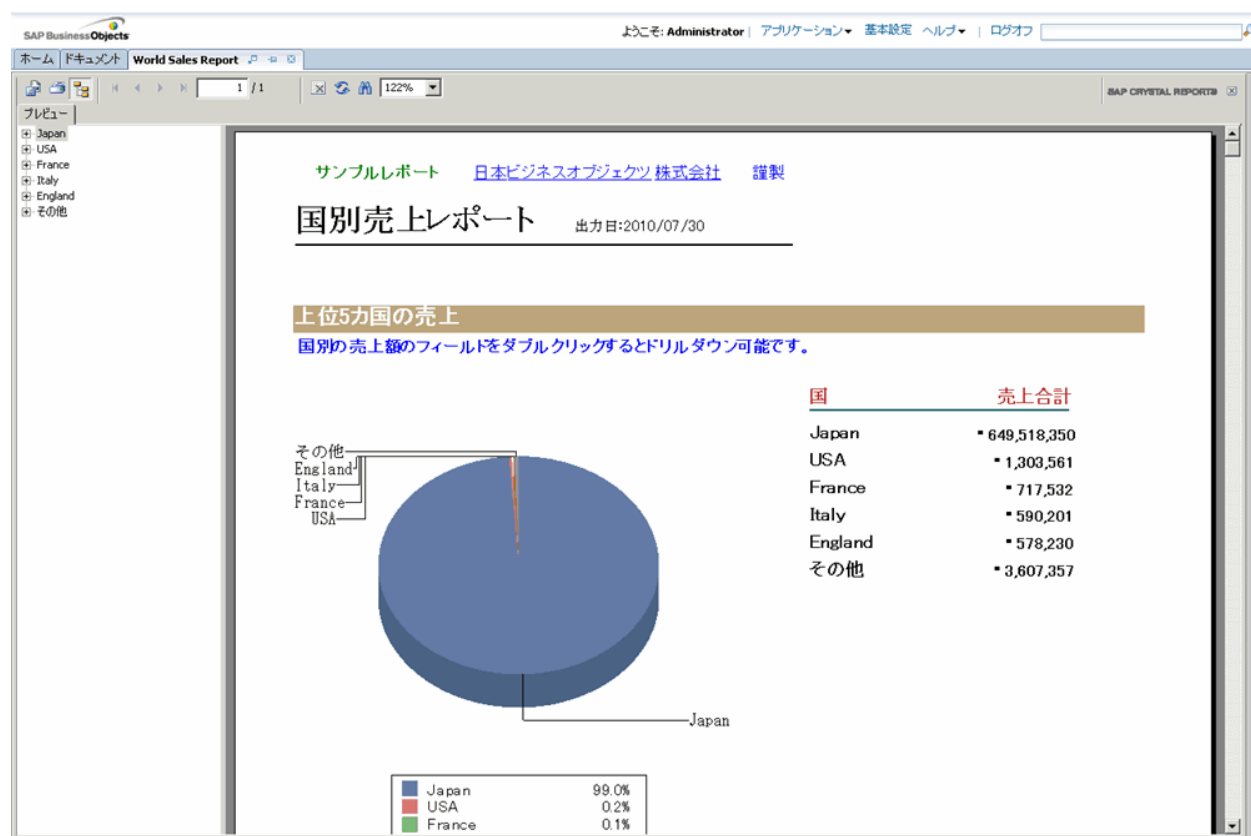 SAP BusinessObjects
ようこそ: Administrator | アプリケーション 基本設定 ヘルプ | ログオフ
ホーム ドキュメント World Sales Report
1 /1 122%
SAP CRYSTAL REPORTS
プレビュー
Japan
USA
France
Italy
England
その他
サンプルレポート 日本ビジネスオブジェクツ 株式会社 謹製
国別売上レポート 出力日:2010/07/30
上位5カ国の売上
国別の売上額のフィールドをダブルクリックするとドリルダウン可能です。
国 売上合計
Japan 649,518,350
USA 1,303,561
France 717,532
Italy 590,201
England 578,230
その他 3,607,357
その他
England
Italy
France
USA
Japan
Japan 99.0%
USA 0.2%
France 0.1%